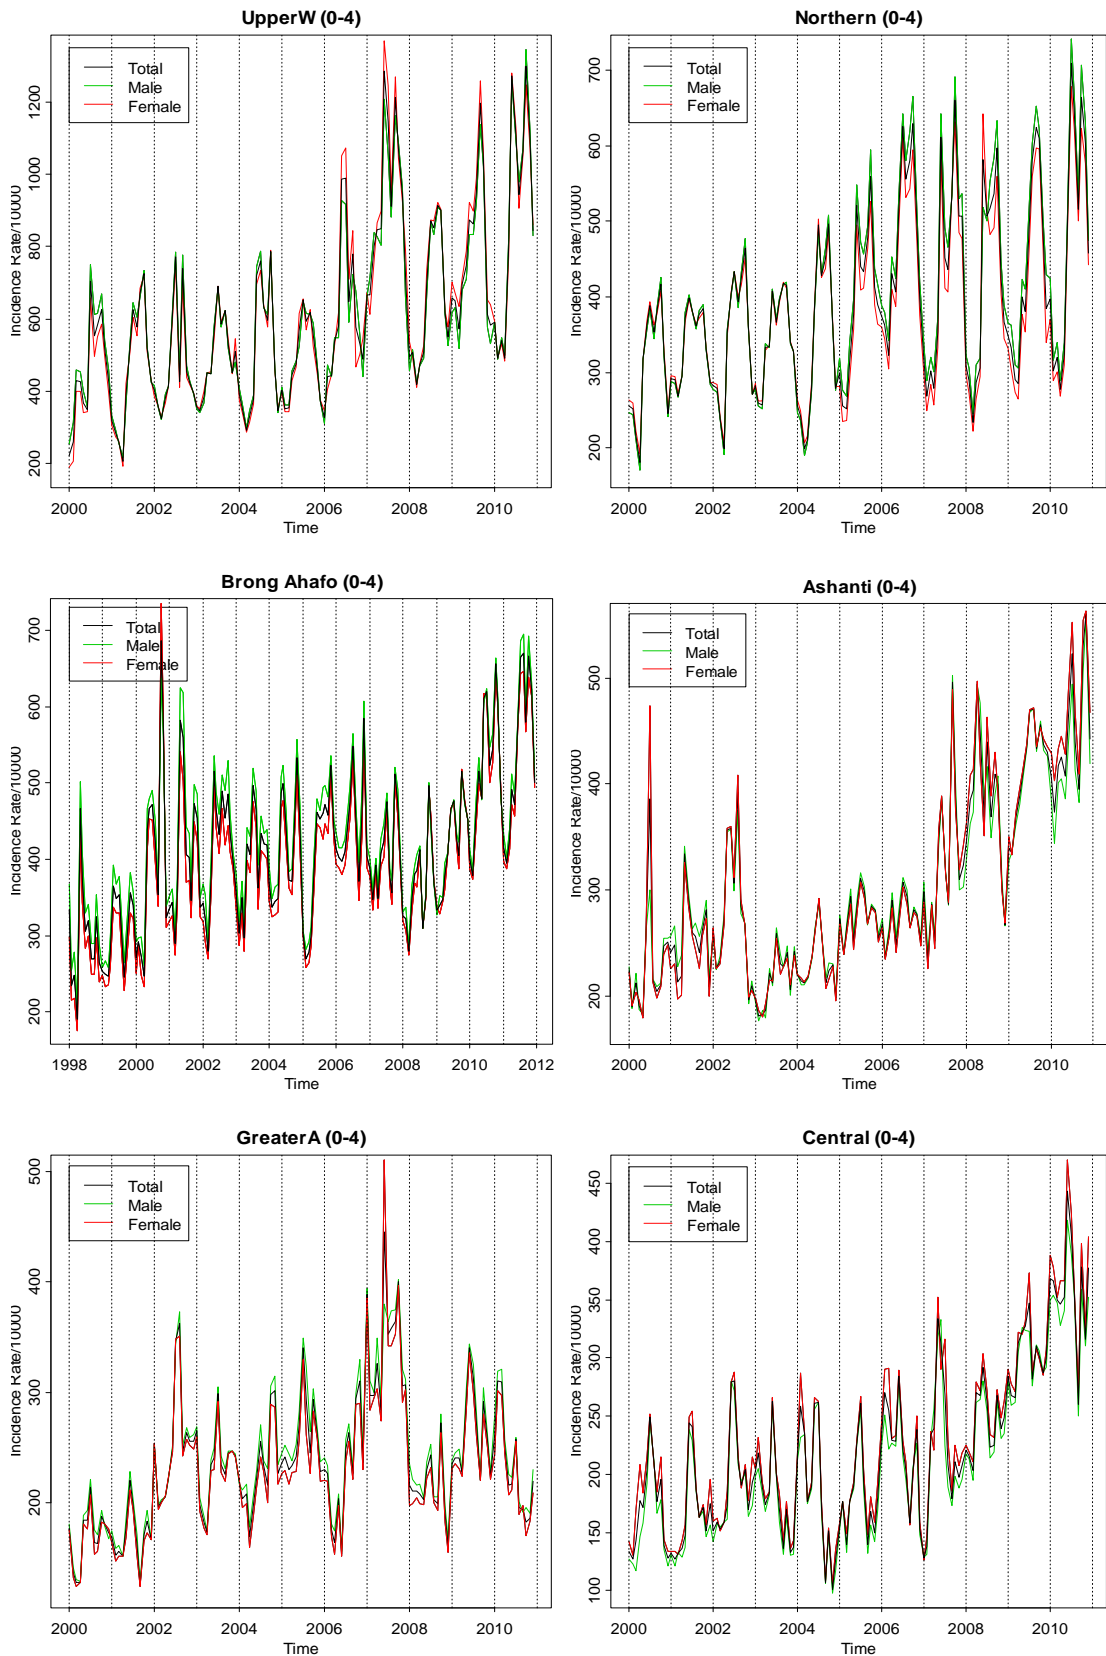 UpperW (0-4)
Incidence Rate/10000
200 400 600 800 1000 1200
Total
Male
Female
2000 2002 2004 2006 2008 2010
Time
Northern (0-4)
Incidence Rate/10000
200 300 400 500 600 700
Total
Male
Female
2000 2002 2004 2006 2008 2010
Time
Brong Ahafo (0-4)
Incidence Rate/10000
200 300 400 500 600 700
Total
Male
Female
1998 2000 2002 2004 2006 2008 2010 2012
Time
Ashanti (0-4)
Incidence Rate/10000
200 300 400 500
Total
Male
Female
2000 2002 2004 2006 2008 2010
Time
GreaterA (0-4)
Incidence Rate/10000
200 300 400 500
Total
Male
Female
2000 2002 2004 2006 2008 2010
Time
Central (0-4)
Incidence Rate/10000
100 150 200 250 300 350 400 450
Total
Male
Female
2000 2002 2004 2006 2008 2010
Time